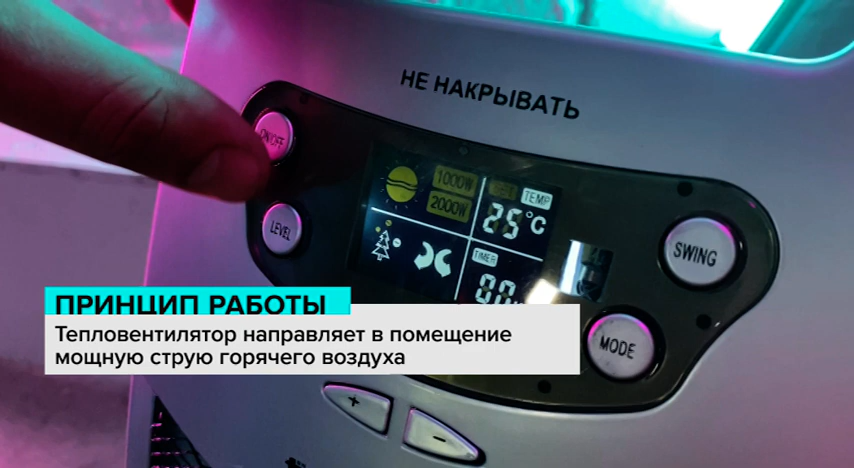 НЕ НАКРЫВАТЬ
ON/OFF
1000W
2000W
SET
TEMP
25°C
LEVEL
TIMER
00
SWING
MODE
+
-
ПРИНЦИП РАБОТЫ
Тепловентилятор направляет в помещение
мощную струю горячего воздуха